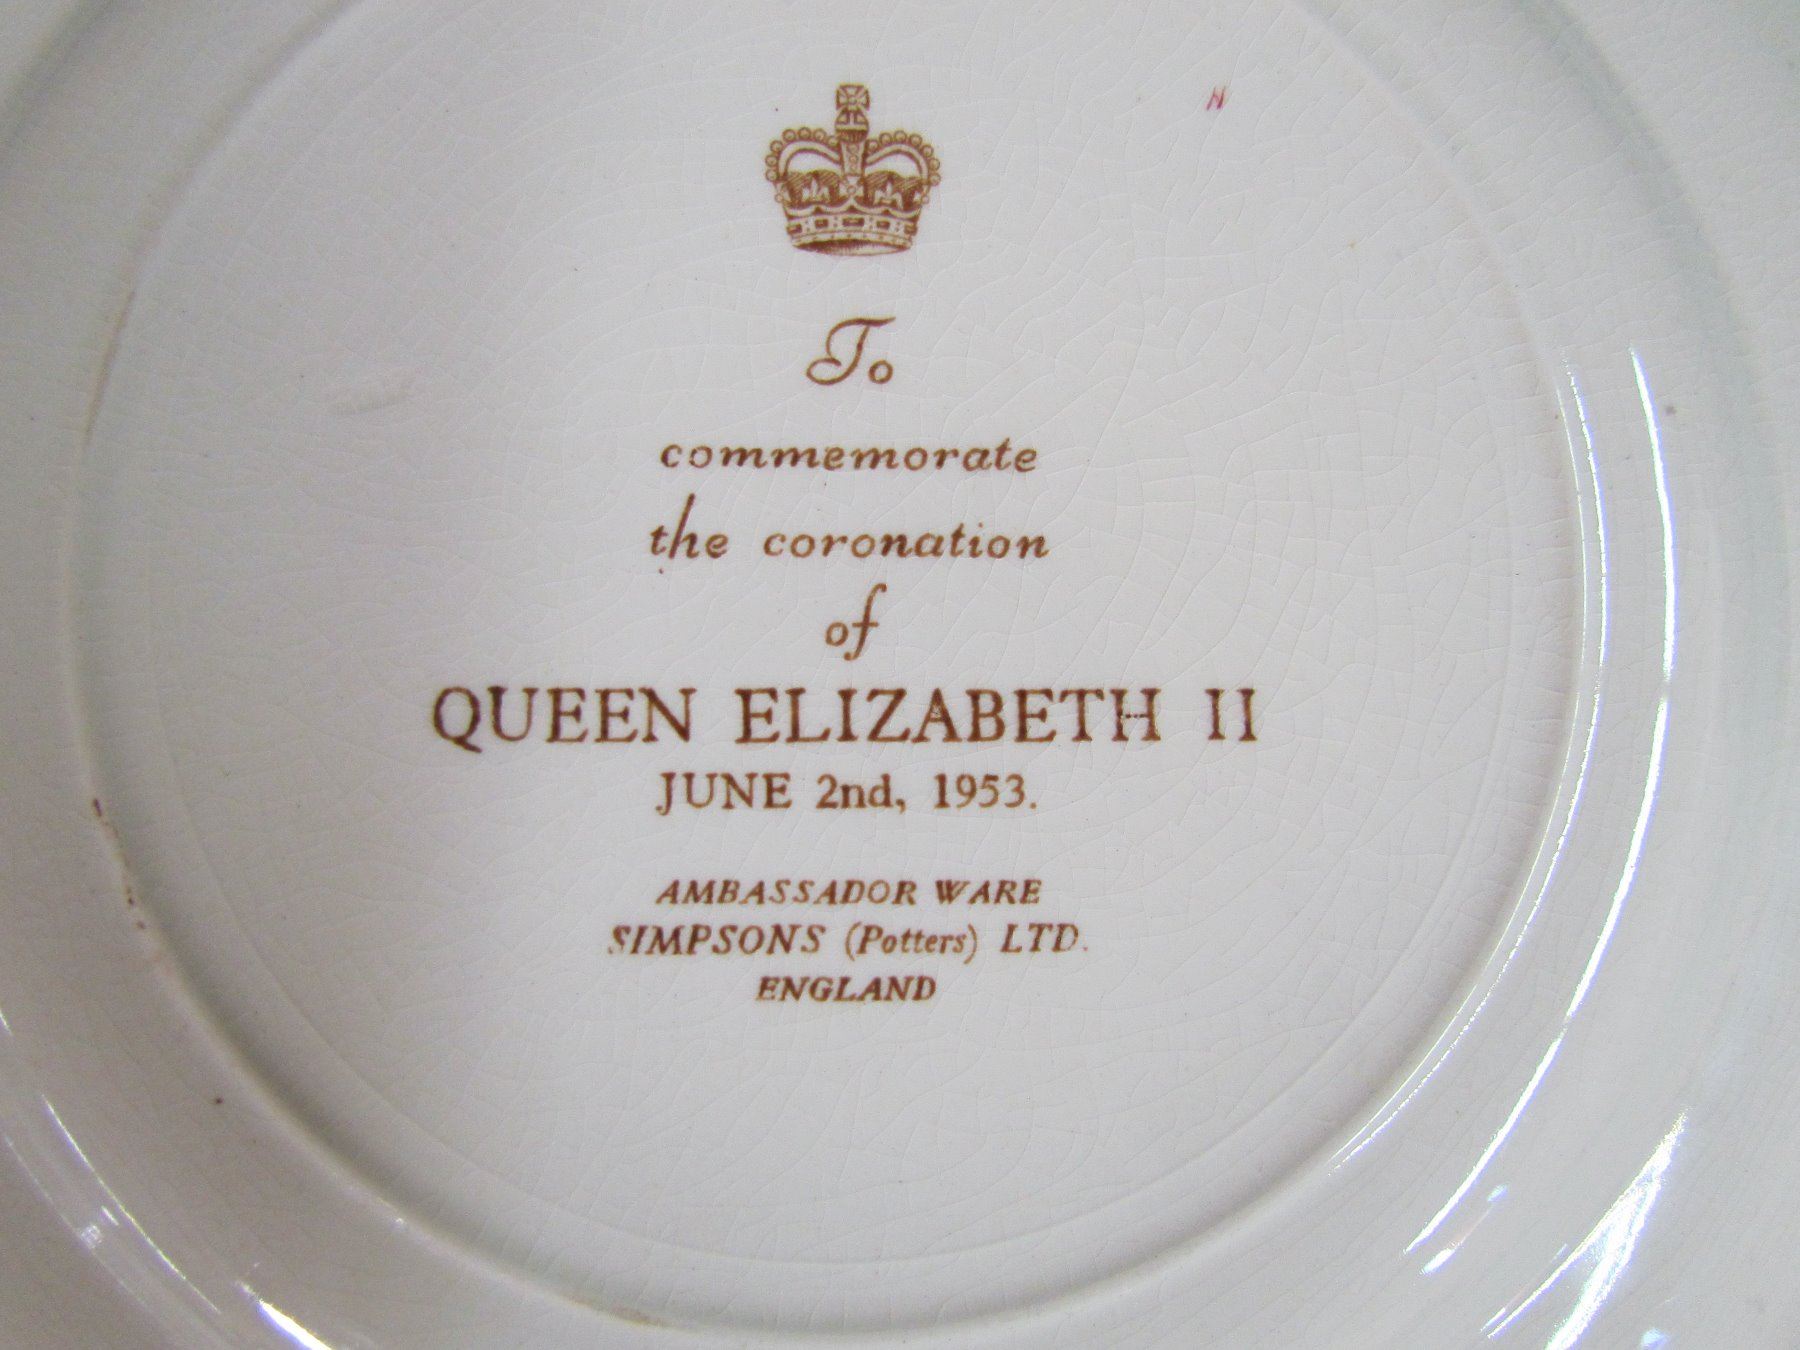 To
commemorate
the coronation
of
QUEEN ELIZABETH II
JUNE 2nd, 1953.
AMBASSADOR WARE
SIMPSONS (Potters) LTD.
ENGLAND